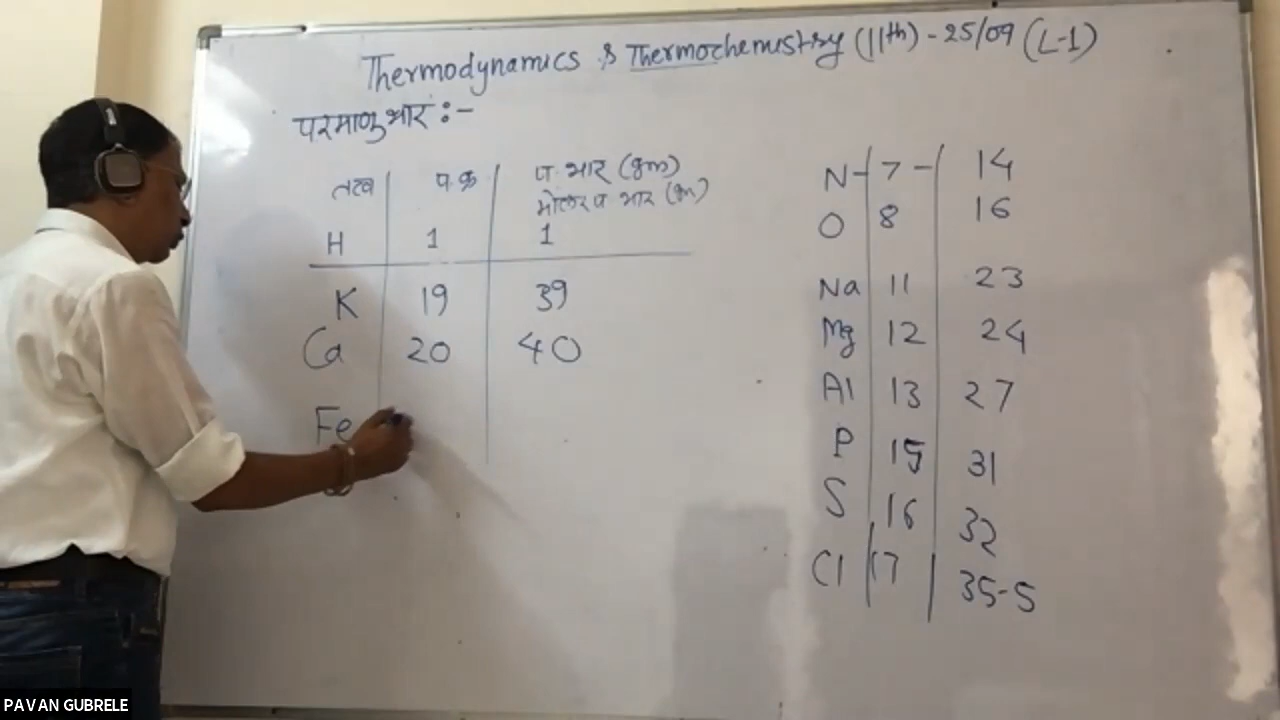 Thermodynamics & Thermochemistry (11th) - 25/09 (L-1)
परमाणु भार :-
तत्व प.क्र प. भार (gm)
मोलर प भार (gm)
H 1 1
K 19 39
Ca 20 40
Fe
N - 7 - 14
O 8 16
Na 11 23
Mg 12 24
Al 13 27
P 15 31
S 16 32
Cl 17 35-5
PAVAN GUBRELE